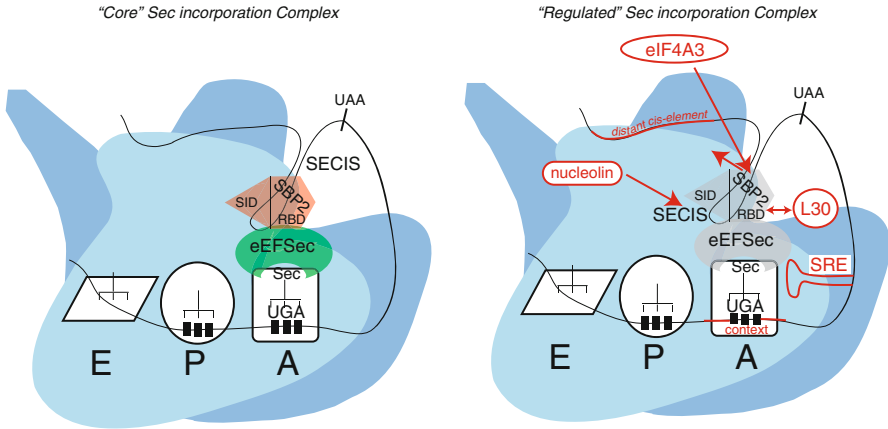 "Core" Sec incorporation Complex
UAA
SECIS
SBP2
SID
RBD
eEFSec
Sec
UGA
E
P
A
"Regulated" Sec incorporation Complex
eIF4A3
UAA
distant cis-element
nucleolin
SBP2
SID
SECIS
RBD
L30
eEFSec
Sec
SRE
UGA
context
E
P
A